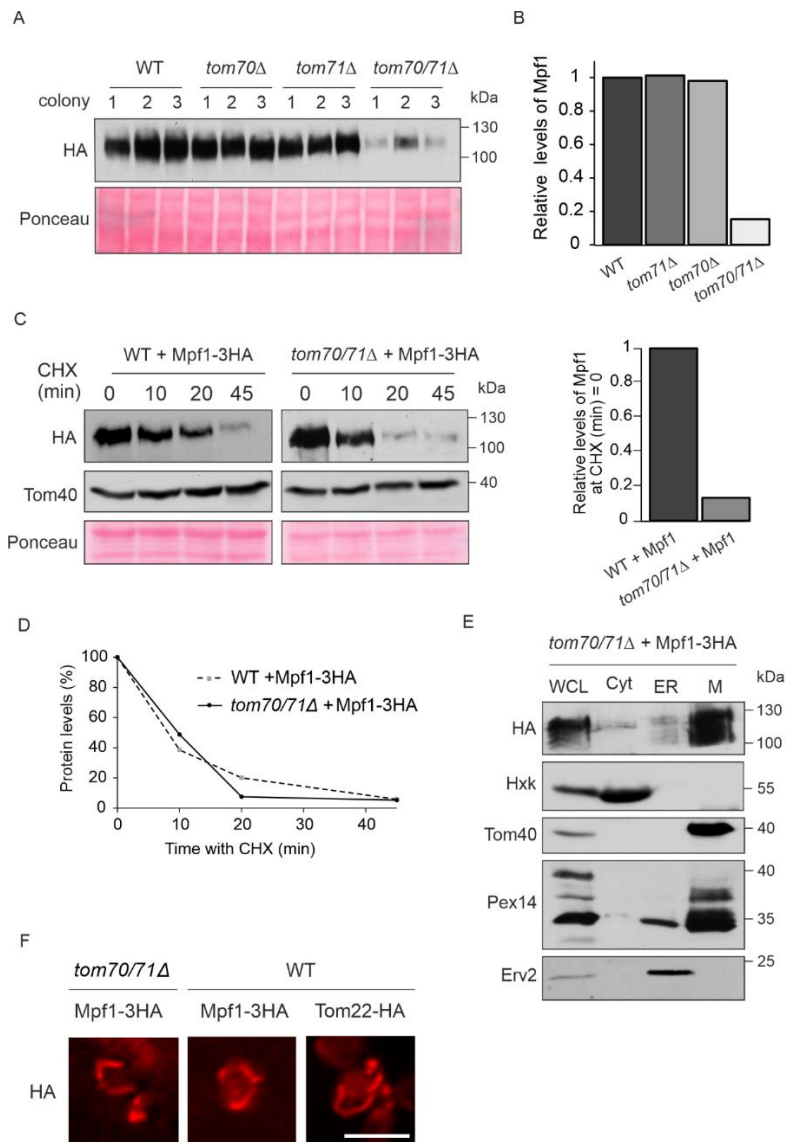 A
WT tom70Δ tom71Δ tom70/71Δ
colony 1 2 3 1 2 3 1 2 3 1 2 3 kDa
HA
130
100
Ponceau
B
Relative levels of Mpf1
1
0.8
0.6
0.4
0.2
0
WT tom71Δ tom70Δ tom70/71Δ
C
WT + Mpf1-3HA tom70/71Δ + Mpf1-3HA
CHX
(min) 0 10 20 45 0 10 20 45 kDa
HA
130
100
Tom40 40
Ponceau
Relative levels of Mpf1
at CHX (min) = 0
1
0.8
0.6
0.4
0.2
0
WT + Mpf1 tom70/71Δ + Mpf1
D
Protein levels (%)
100
80
60
40
20
0
0 20 40
Time with CHX (min)
WT +Mpf1-3HA
tom70/71Δ + Mpf1-3HA
E
tom70/71Δ + Mpf1-3HA
WCL Cyt ER M kDa
HA
130
100
Hxk 55
Tom40 40
Pex14
40
35
Erv2 25
F
tom70/71Δ WT
Mpf1-3HA Mpf1-3HA Tom22-HA
HA